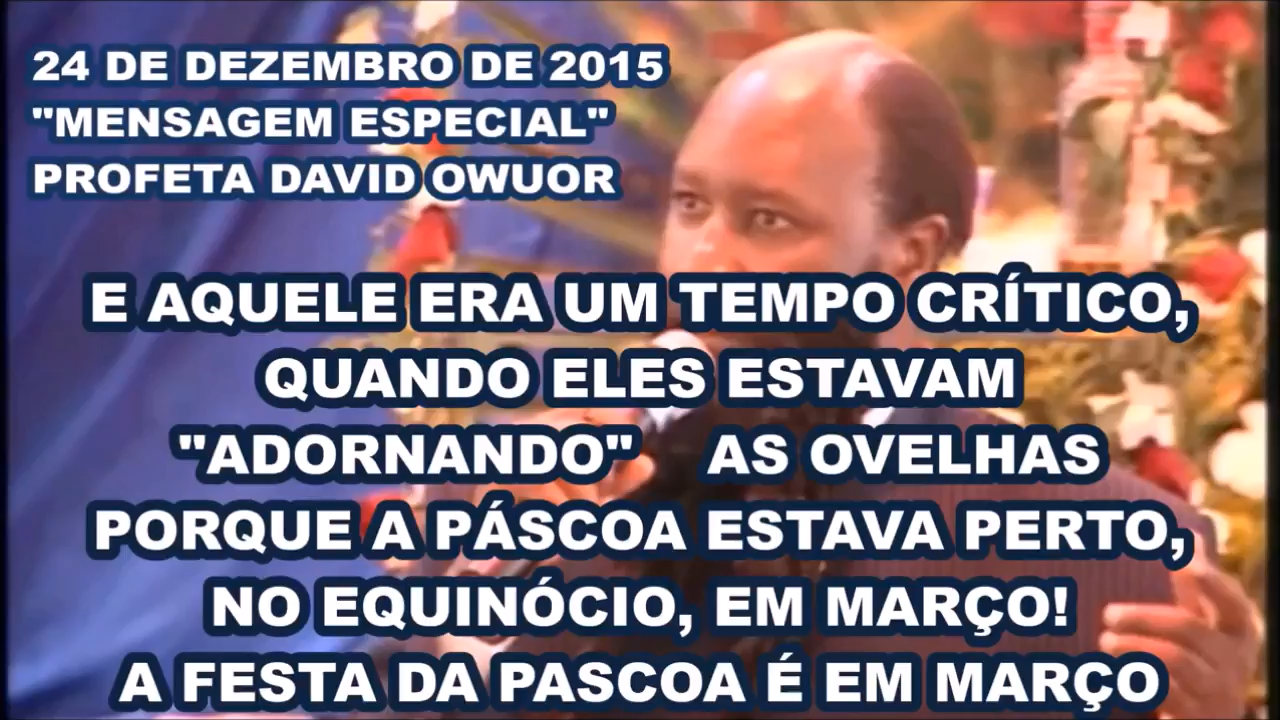 24 DE DEZEMBRO DE 2015
"MENSAGEM ESPECIAL"
PROFETA DAVID OWUOR
E AQUELE ERA UM TEMPO CRÍTICO,
QUANDO ELES ESTAVAM
"ADORNANDO" AS OVELHAS
PORQUE A PÁSCOA ESTAVA PERTO,
NO EQUINÓCIO, EM MARÇO!
A FESTA DA PASCOA É EM MARÇO